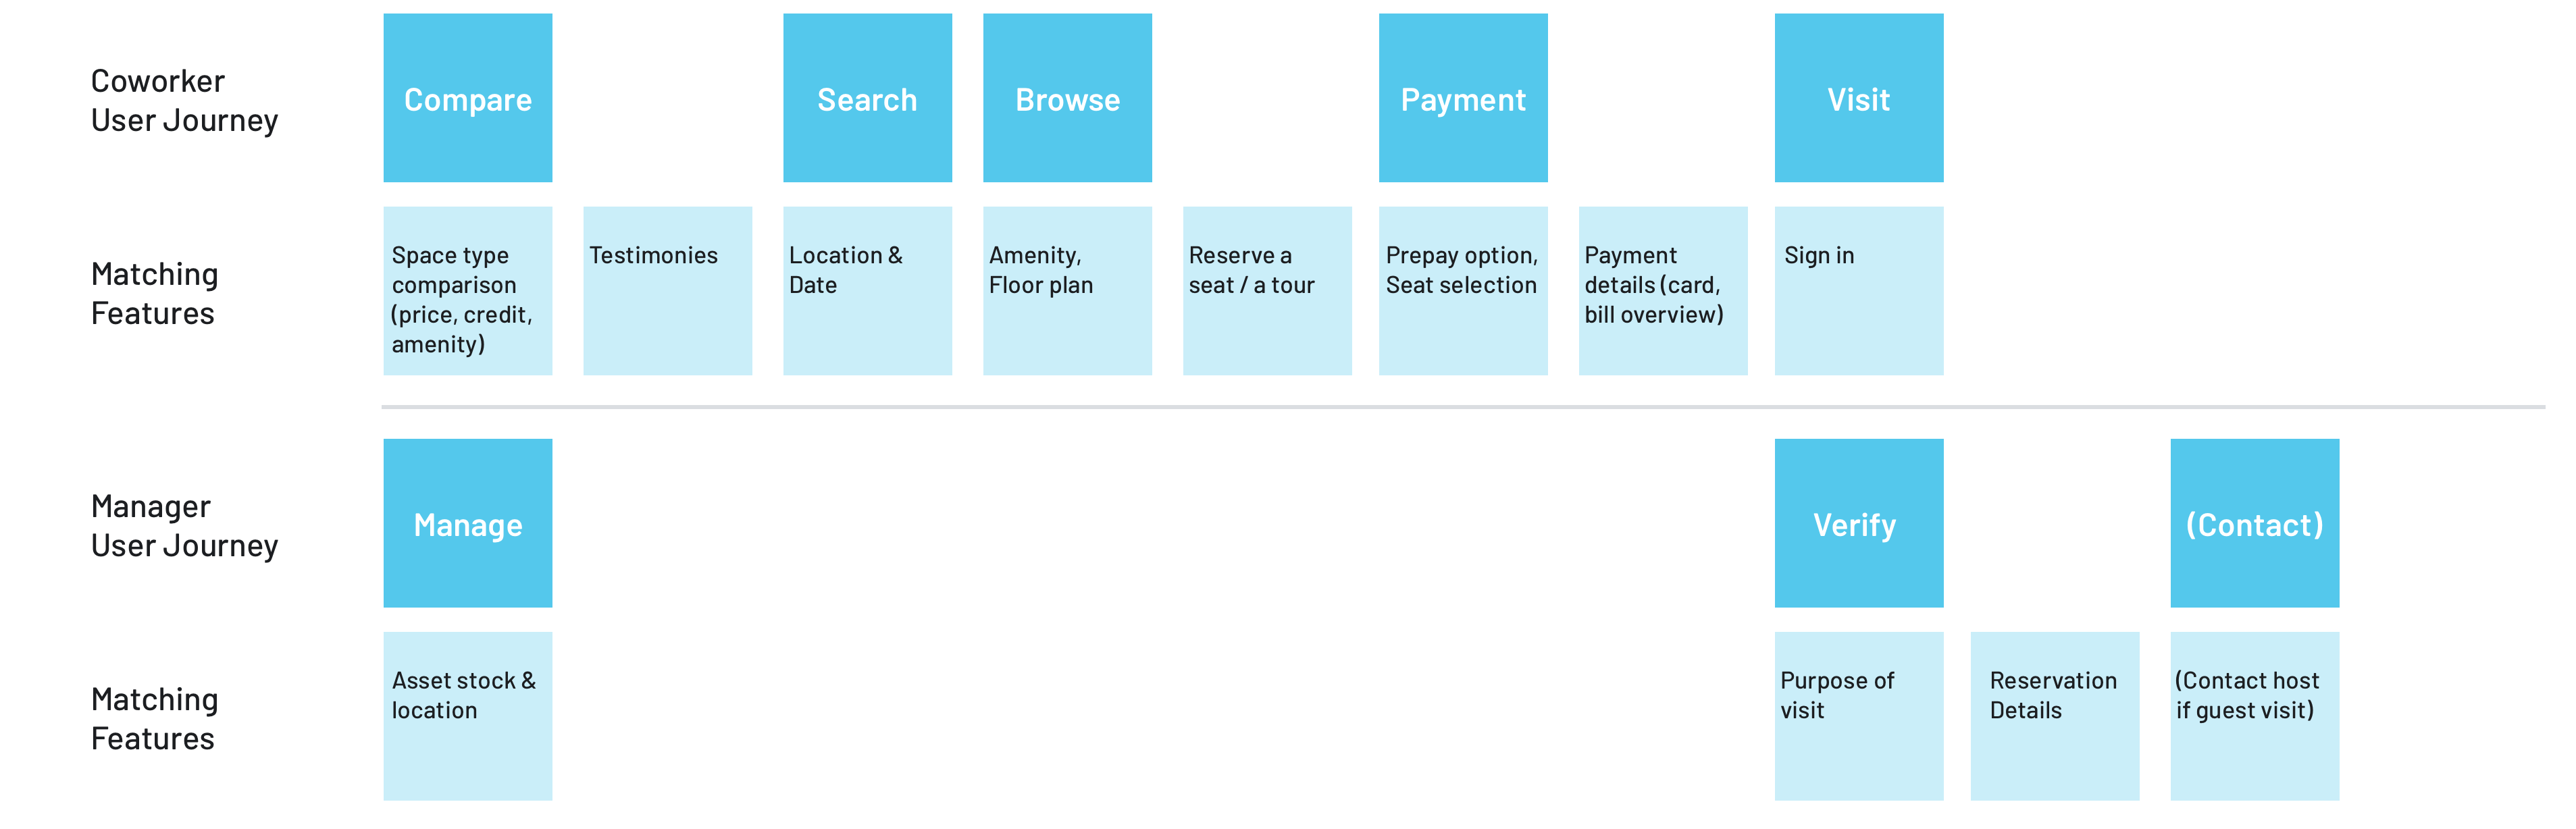 Coworker
User Journey
Compare
Search
Browse
Payment
Visit
Matching
Features
Space type
comparison
(price, credit,
amenity)
Testimonies
Location &
Date
Amenity,
Floor plan
Reserve a
seat / a tour
Prepay option,
Seat selection
Payment
details (card,
bill overview)
Sign in
Manager
User Journey
Manage
Verify
(Contact)
Matching
Features
Asset stock &
location
Purpose of
visit
Reservation
Details
(Contact host
if guest visit)